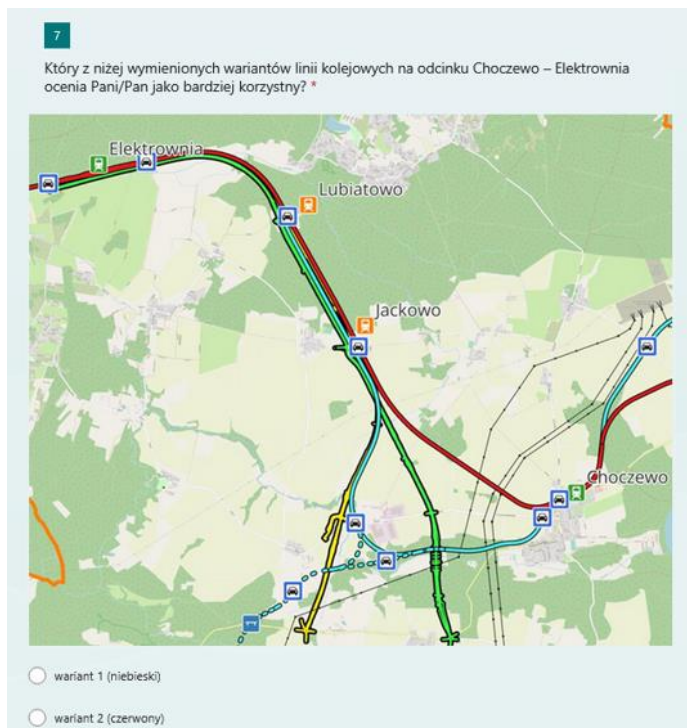 7
Który z niżej wymienionych wariantów linii kolejowych na odcinku Choczewo – Elektrownia
ocenia Pani/Pan jako bardziej korzystny? *
Elektrownia
Lubiatowo
Jackowo
Choczewo
wariant 1 (niebieski)
wariant 2 (czerwony)